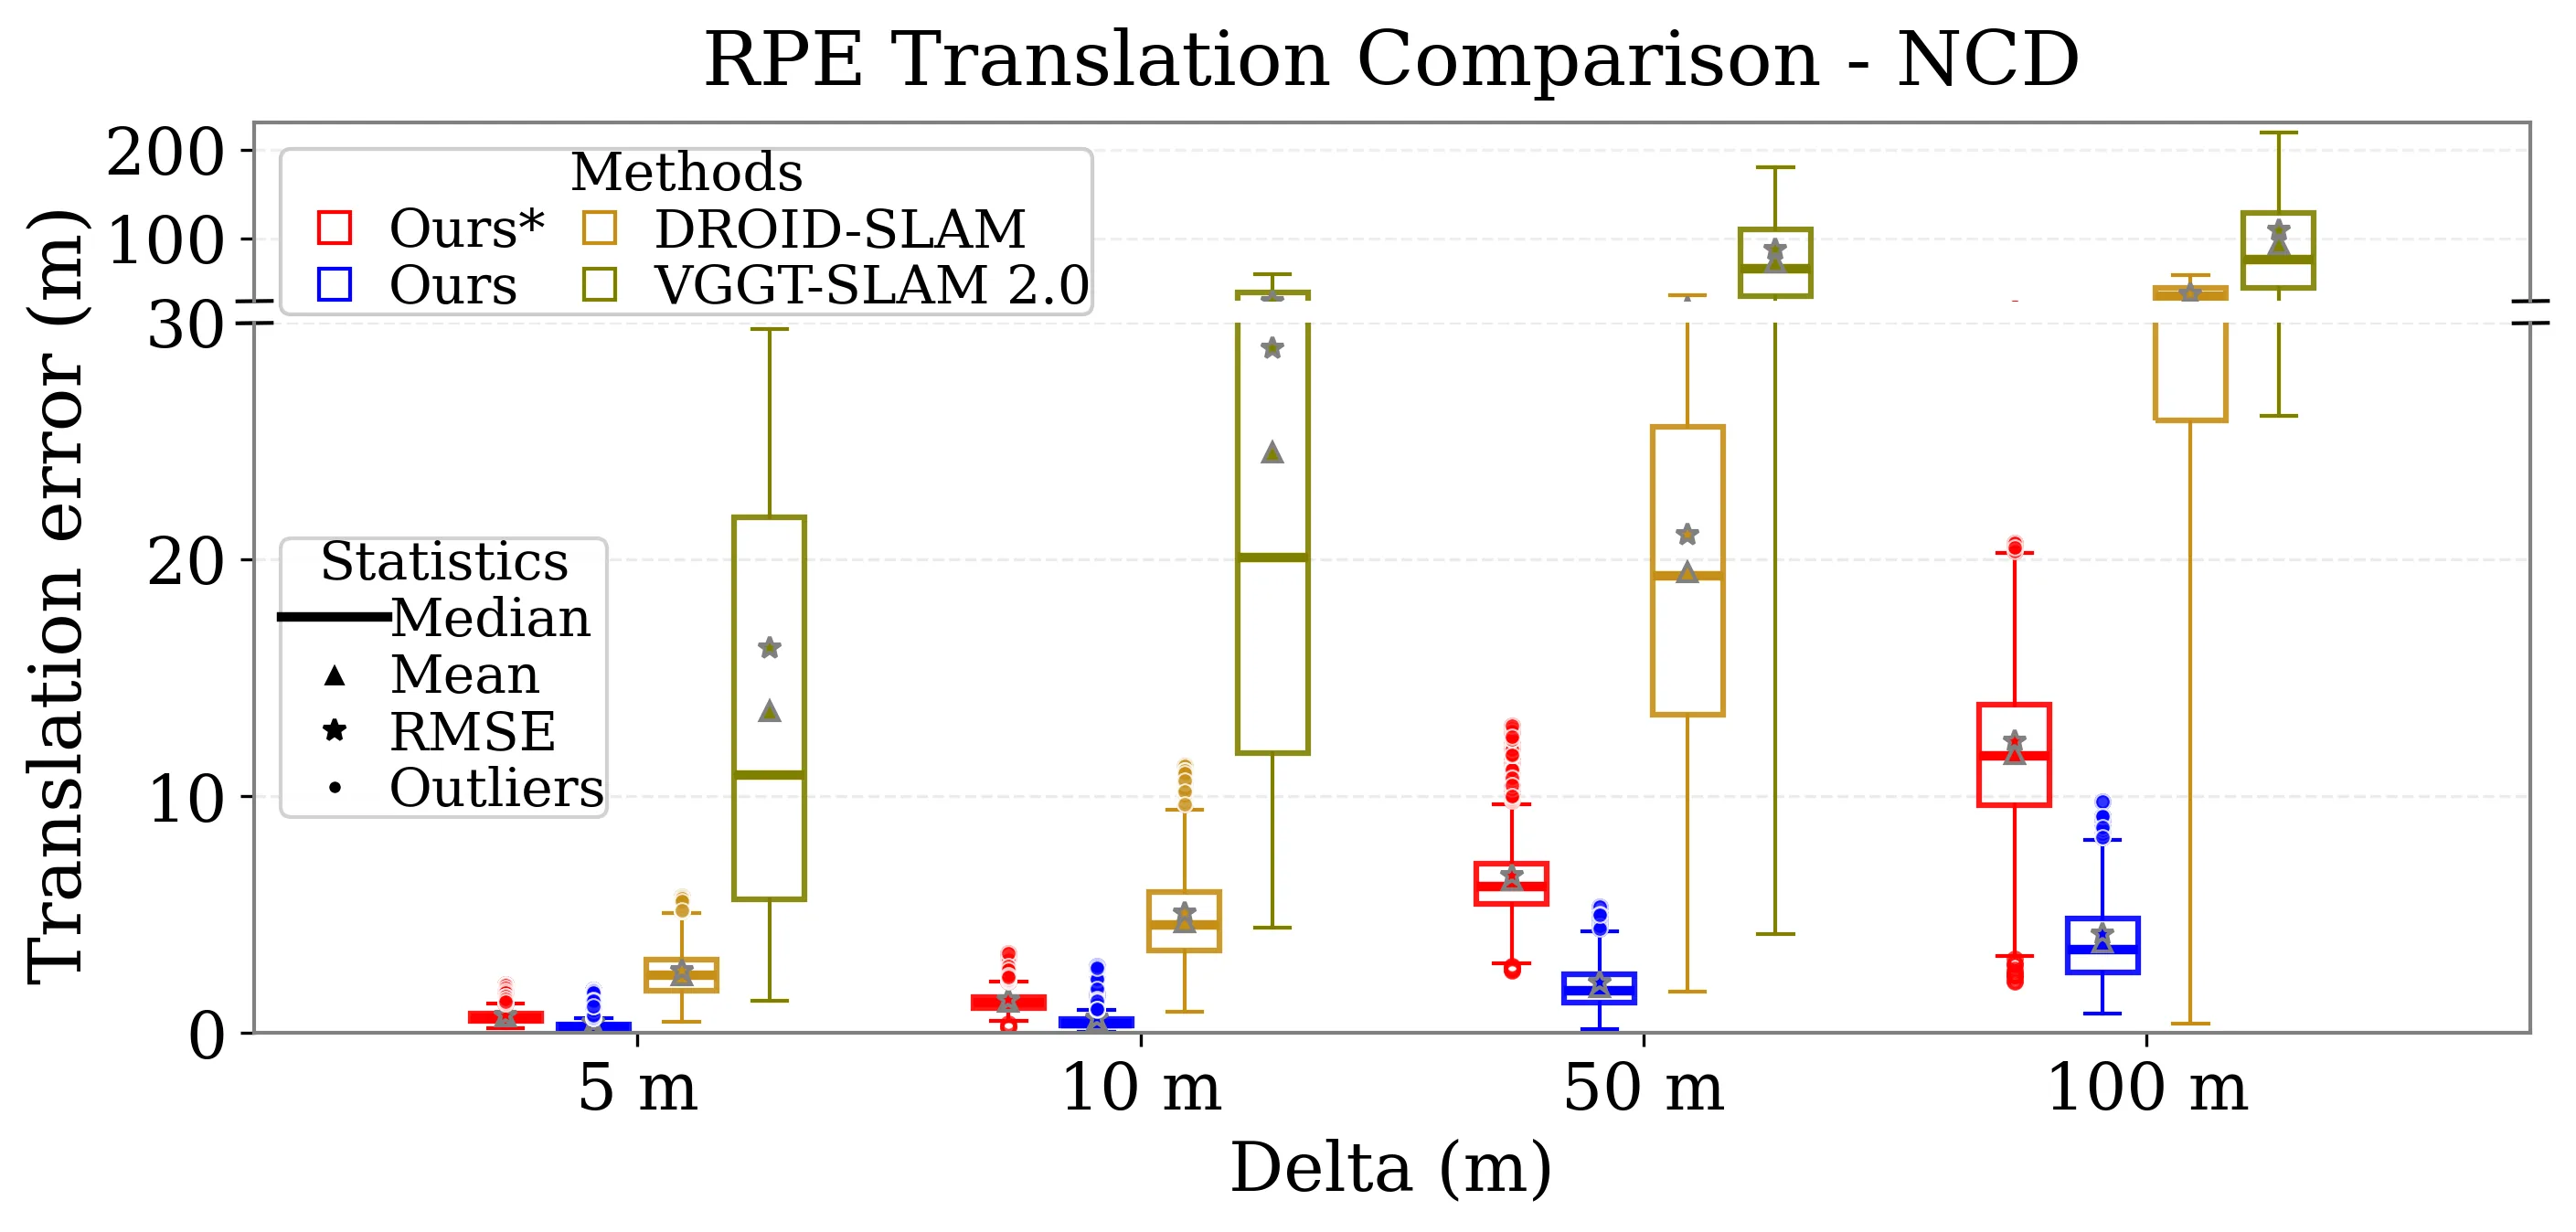 RPE Translation Comparison - NCD
Translation error (m)
200
100
30
20
10
0
Methods
Ours* DROID-SLAM
Ours VGGT-SLAM 2.0
Statistics
Median
Mean
RMSE
Outliers
5 m 10 m 50 m 100 m
Delta (m)